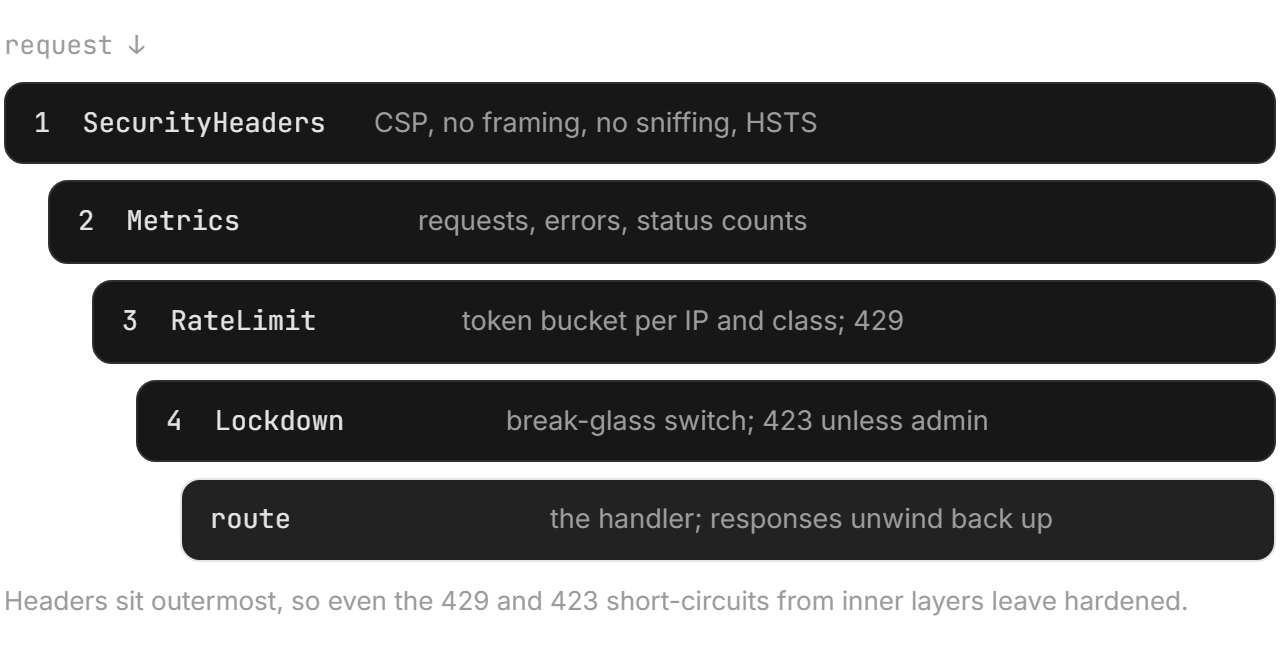 request ↓
1 SecurityHeaders CSP, no framing, no sniffing, HSTS
2 Metrics requests, errors, status counts
3 RateLimit token bucket per IP and class; 429
4 Lockdown break-glass switch; 423 unless admin
route the handler; responses unwind back up
Headers sit outermost, so even the 429 and 423 short-circuits from inner layers leave hardened.